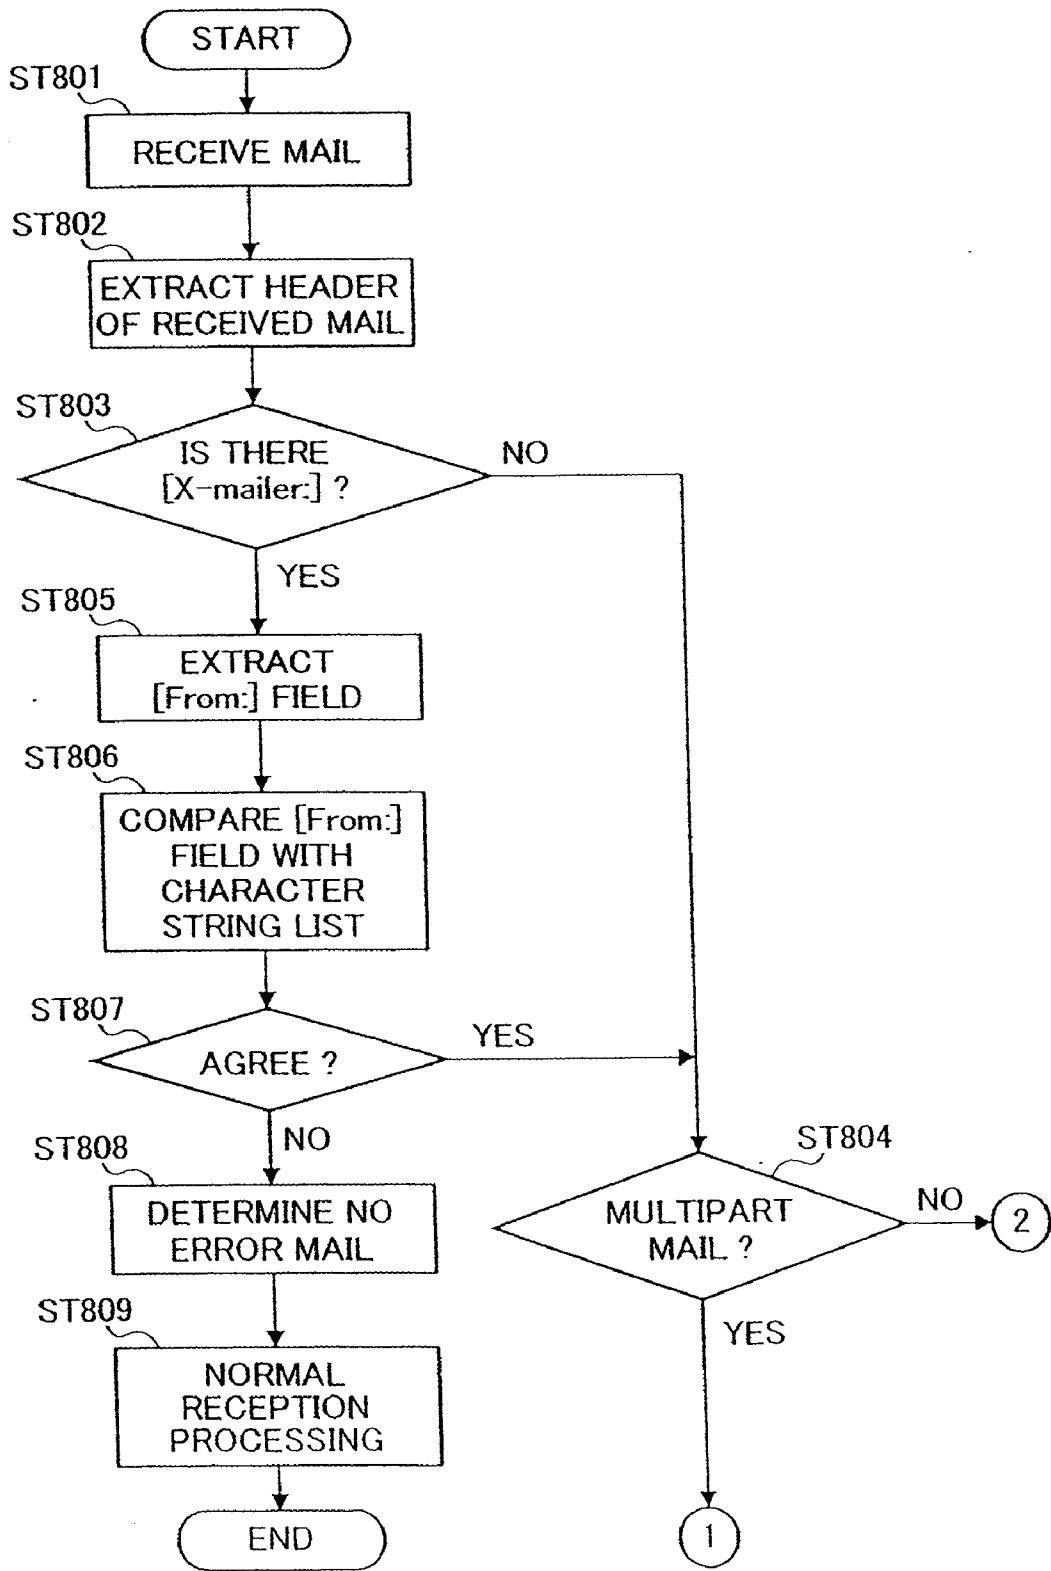 START
ST801
RECEIVE MAIL
ST802
EXTRACT HEADER
OF RECEIVED MAIL
ST803
IS THERE
[X-mailer:] ?
NO
YES
ST805
EXTRACT
[From:] FIELD
ST806
COMPARE [From:]
FIELD WITH
CHARACTER
STRING LIST
ST807
AGREE ?
YES
NO
ST808
DETERMINE NO
ERROR MAIL
ST809
NORMAL
RECEPTION
PROCESSING
END
ST804
MULTIPART
MAIL ?
NO
2
YES
1